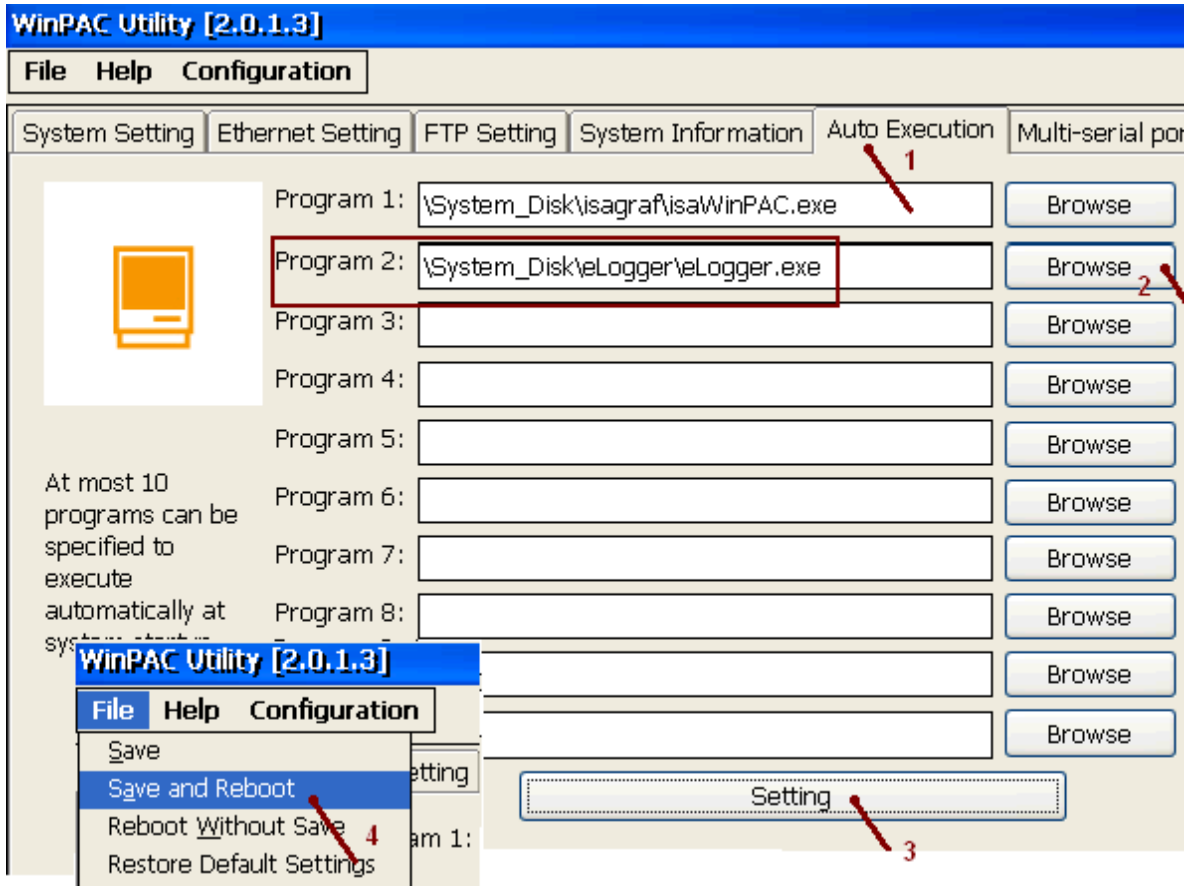 WinPAC Utility [2.0.1.3]
File Help Configuration
System Setting Ethernet Setting FTP Setting System Information Auto Execution Multi-serial por
1
Program 1: \System_Disk\isagraf\isaWinPAC.exe Browse
Program 2: \System_Disk\eLogger\eLogger.exe Browse
2
Program 3: Browse
Program 4: Browse
Program 5: Browse
Program 6: Browse
Program 7: Browse
Program 8: Browse
Browse
Browse
At most 10
programs can be
specified to
execute
automatically at
Setting
3
WinPAC Utility [2.0.1.3]
File Help Configuration
Save
Save and Reboot
Reboot Without Save
Restore Default Settings
4
etting
am 1: